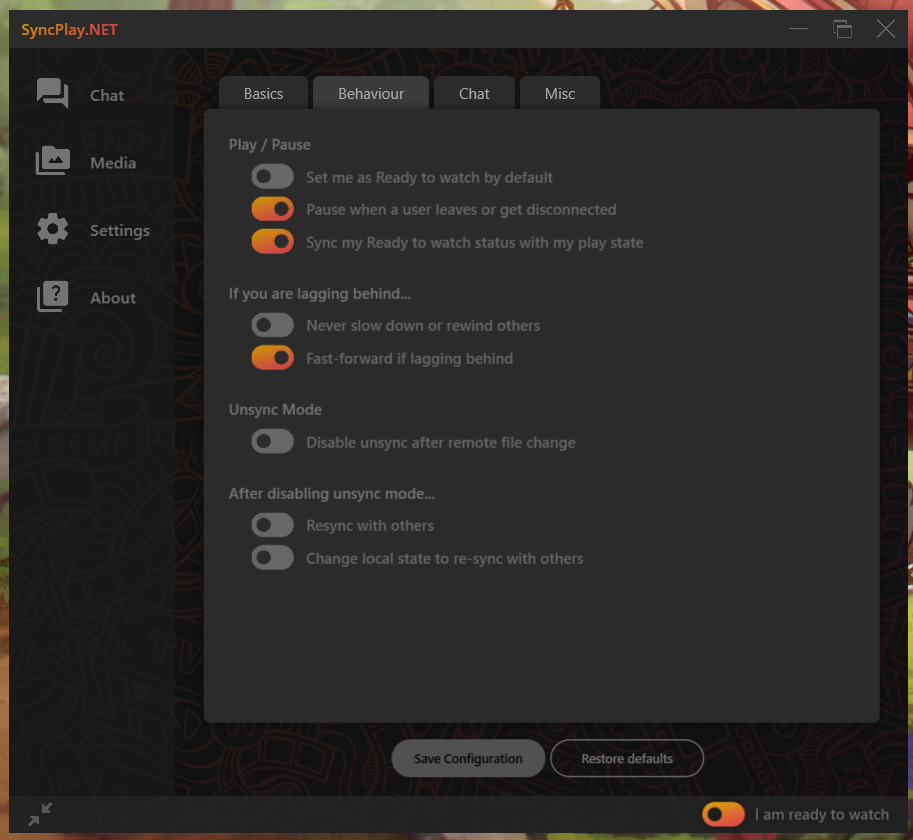 SyncPlay.NET
Chat
Media
Settings
About
Basics
Behaviour
Chat
Misc
Play / Pause
Set me as Ready to watch by default
Pause when a user leaves or get disconnected
Sync my Ready to watch status with my play state
If you are lagging behind...
Never slow down or rewind others
Fast-forward if lagging behind
Unsync Mode
Disable unsync after remote file change
After disabling unsync mode...
Resync with others
Change local state to re-sync with others
Save Configuration
Restore defaults
I am ready to watch
END
CINEMA